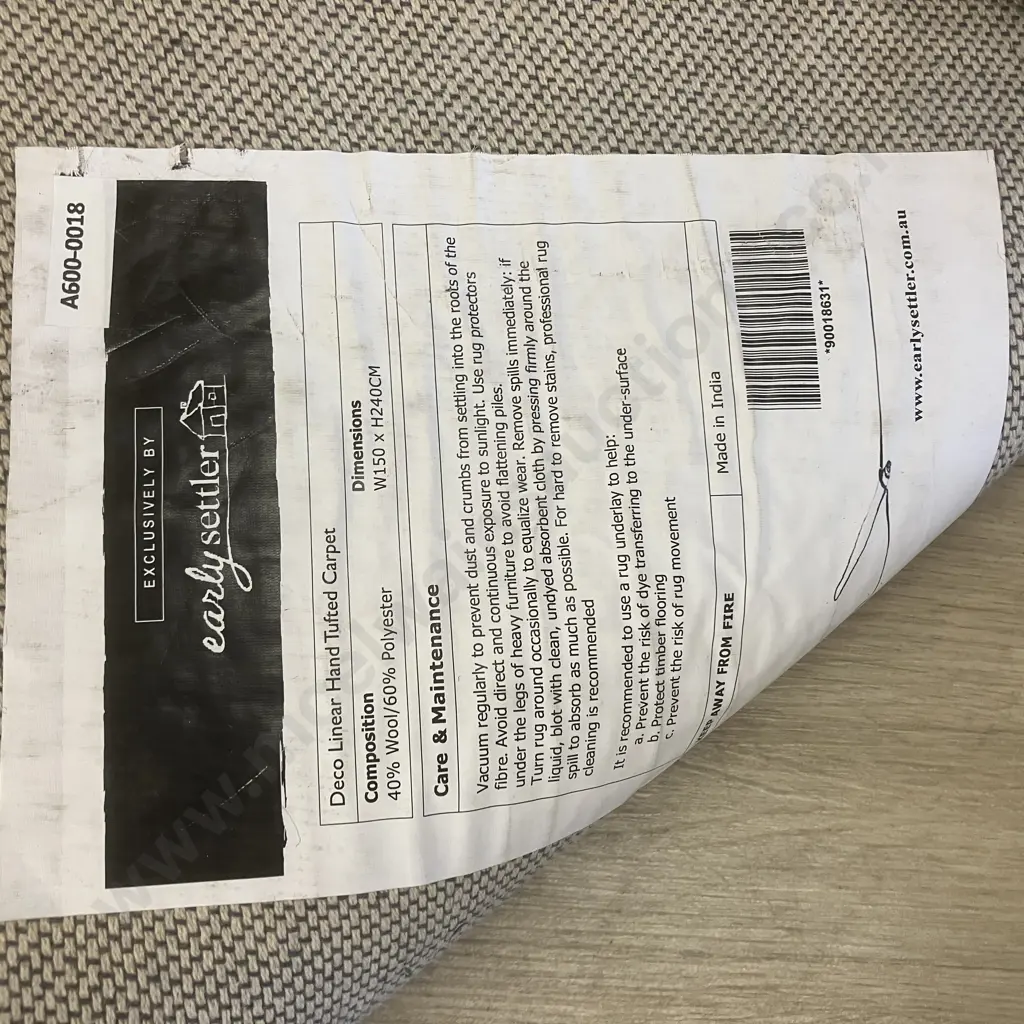 A600-0018
EXCLUSIVELY BY
early settler
Deco Linear Hand Tufted Carpet
Composition
40% Wool/60% Polyester
Dimensions
W150 x H240CM
Care & Maintenance
Vacuum regularly to prevent dust and crumbs from settling into the roots of the
fibre. Avoid direct and continuous exposure to sunlight. Use rug protectors
under the legs of heavy furniture to avoid flattening piles.
Turn rug around occasionally to equalize wear. Remove spills immediately: if
liquid, blot with clean, undyed absorbent cloth by pressing firmly around the
spill to absorb as much as possible. For hard to remove stains, professional rug
cleaning is recommended
It is recommended to use a rug underlay to help:
a. Prevent the risk of dye transferring to the under-surface
b. Protect timber flooring
c. Prevent the risk of rug movement
AWAY FROM FIRE
Made in India
*90018631*
www.earlysettler.com.au